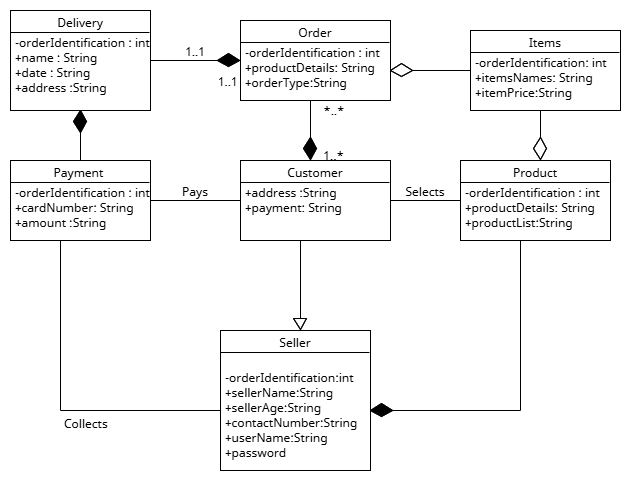 Delivery
-orderIdentification : int
+name : String
+date : String
+address :String
1..1
1..1
Order
-orderIdentification : int
+productDetails: String
+orderType:String
Items
-orderIdentification: int
+itemsNames: String
+itemPrice:String
*..*
1..*
Payment
-orderIdentification : int
+cardNumber: String
+amount :String
Pays
Customer
+address :String
+payment: String
Selects
Product
-orderIdentification : int
+productDetails: String
+productList:String
Seller
-orderIdentification:int
+sellerName:String
+sellerAge:String
+contactNumber:String
+userName:String
+password
Collects